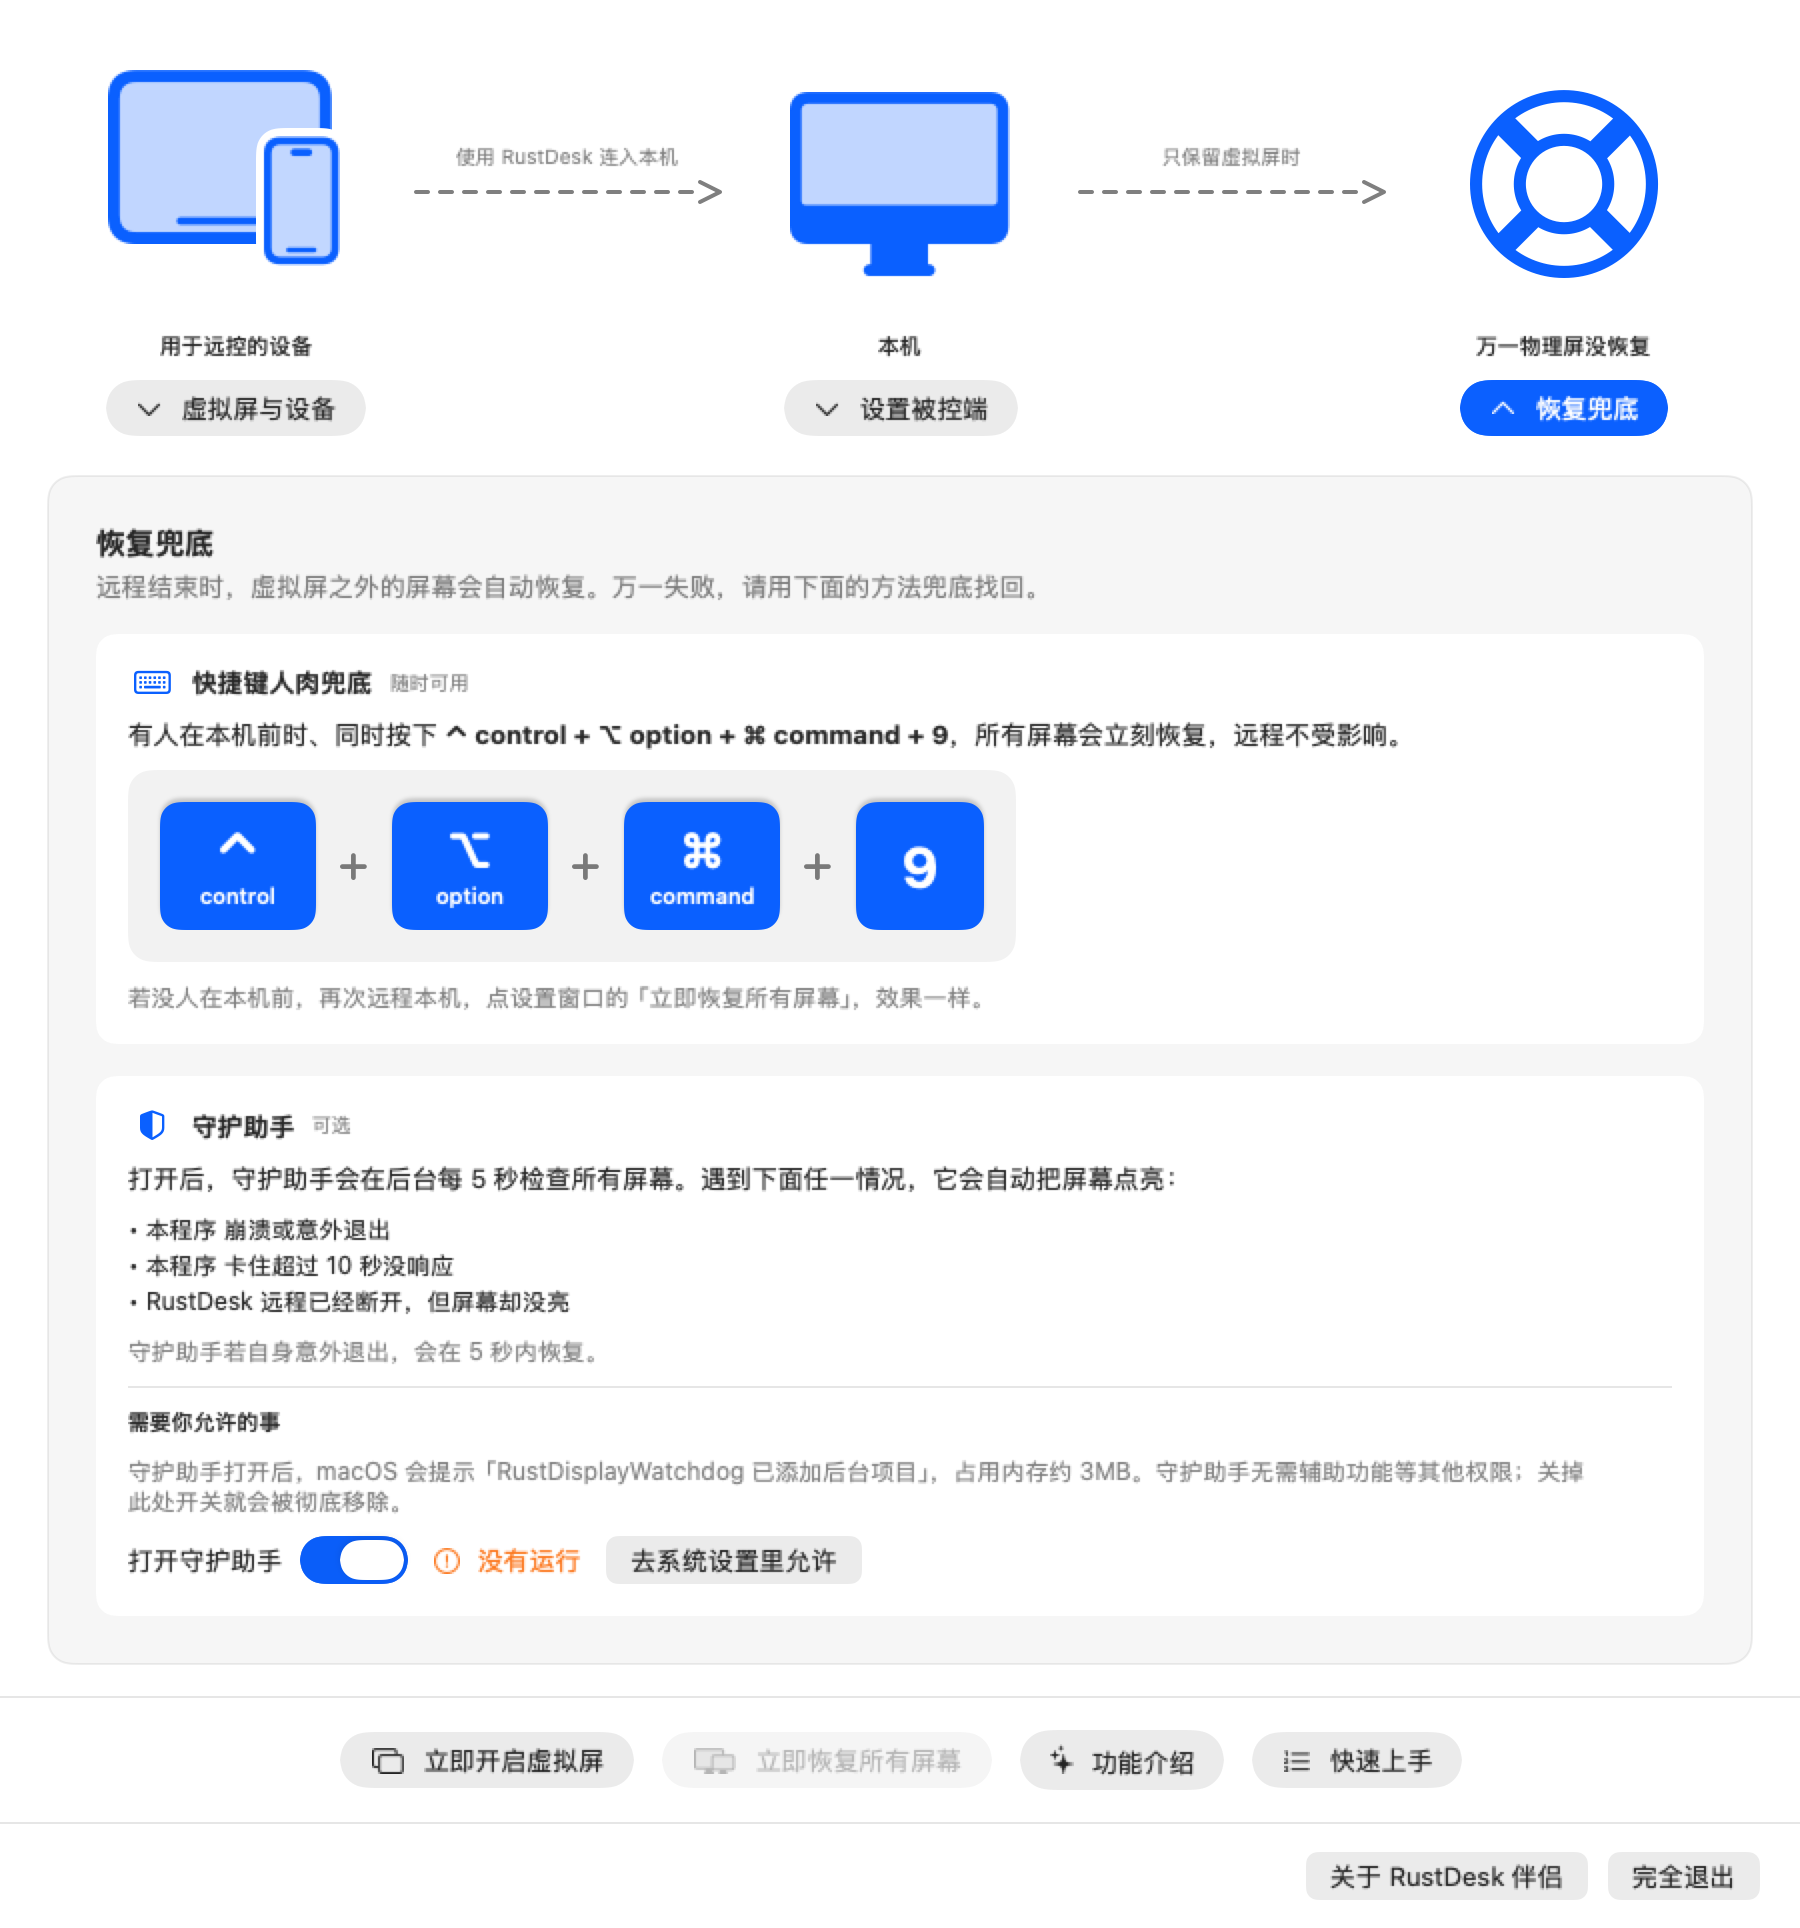 使用 RustDesk 连入本机
只保留虚拟屏时
用于远控的设备
本机
万一物理屏没恢复
虚拟屏与设备
设置被控端
恢复兜底
恢复兜底
远程结束时，虚拟屏之外的屏幕会自动恢复。万一失败，请用下面的方法兜底找回。
快捷键人肉兜底 随时可用
有人在本机前时、同时按下 ⌃ control + ⌥ option + ⌘ command + 9，所有屏幕会立刻恢复，远程不受影响。
⌃ control + ⌥ option + ⌘ command + 9
若没人在本机前，再次远程本机，点设置窗口的「立即恢复所有屏幕」，效果一样。
守护助手 可选
打开后，守护助手会在后台每 5 秒检查所有屏幕。遇到下面任一情况，它会自动把屏幕点亮：
• 本程序 崩溃或意外退出
• 本程序 卡住超过 10 秒没响应
• RustDesk 远程已经断开，但屏幕却没亮
守护助手若自身意外退出，会在 5 秒内恢复。
需要你允许的事
守护助手打开后，macOS 会提示「RustDisplayWatchdog 已添加后台项目」，占用内存约 3MB。守护助手无需辅助功能等其他权限；关掉
此处开关就会被彻底移除。
打开守护助手 没有运行 去系统设置里允许
立即开启虚拟屏 立即恢复所有屏幕 功能介绍 快速上手
关于 RustDesk 伴侣 完全退出